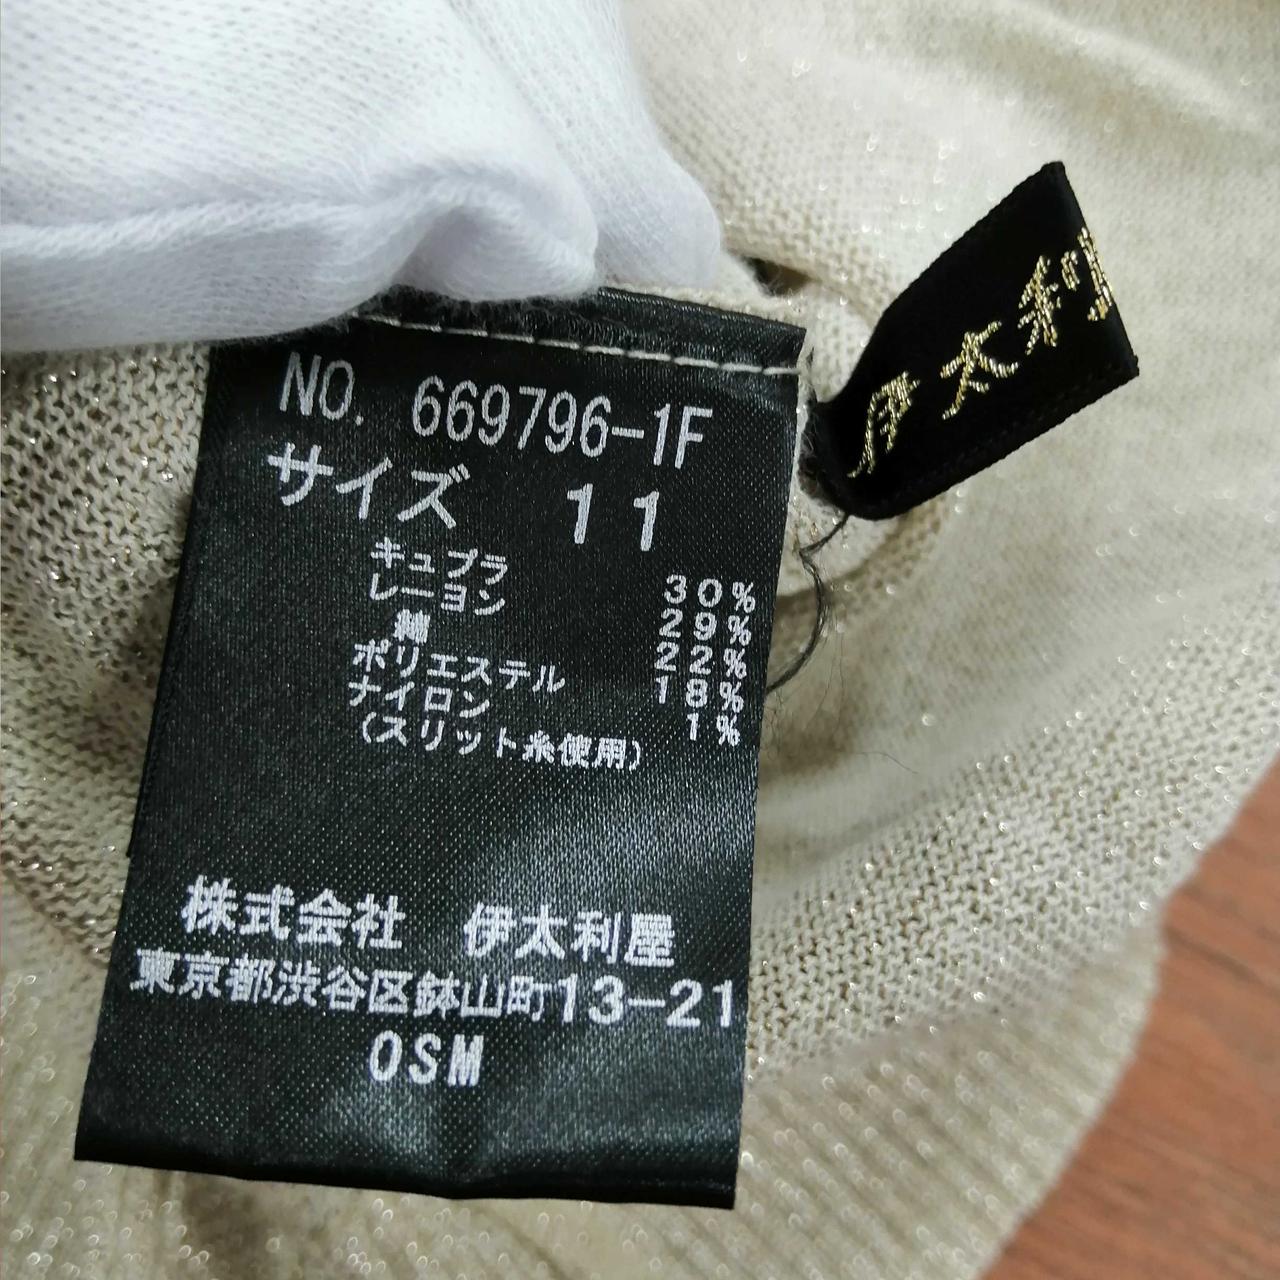 NO. 669796-1F
サイズ 11
キュプラ 30%
レーヨン 29%
綿 22%
ポリエステル 18%
ナイロン 1%
(スリット糸使用)
株式会社 伊太利屋
東京都渋谷区鉢山町13-21
OSM
伊太利